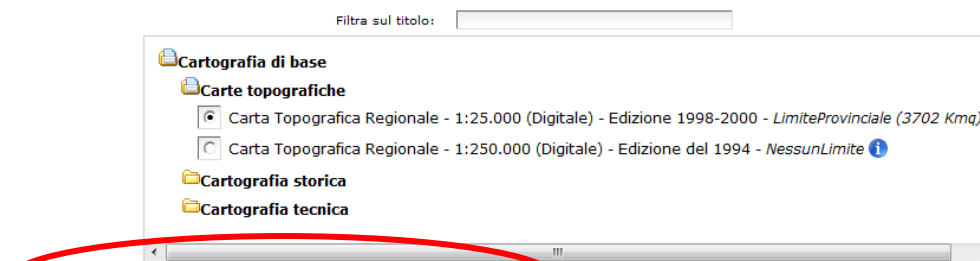 Filtra sul titolo:
Cartografia di base
Carte topografiche
Carta Topografica Regionale - 1:25.000 (Digitale) - Edizione 1998-2000 - LimiteProvinciale (3702 Kmq)
Carta Topografica Regionale - 1:250.000 (Digitale) - Edizione del 1994 - NessunLimite
Cartografia storica
Cartografia tecnica